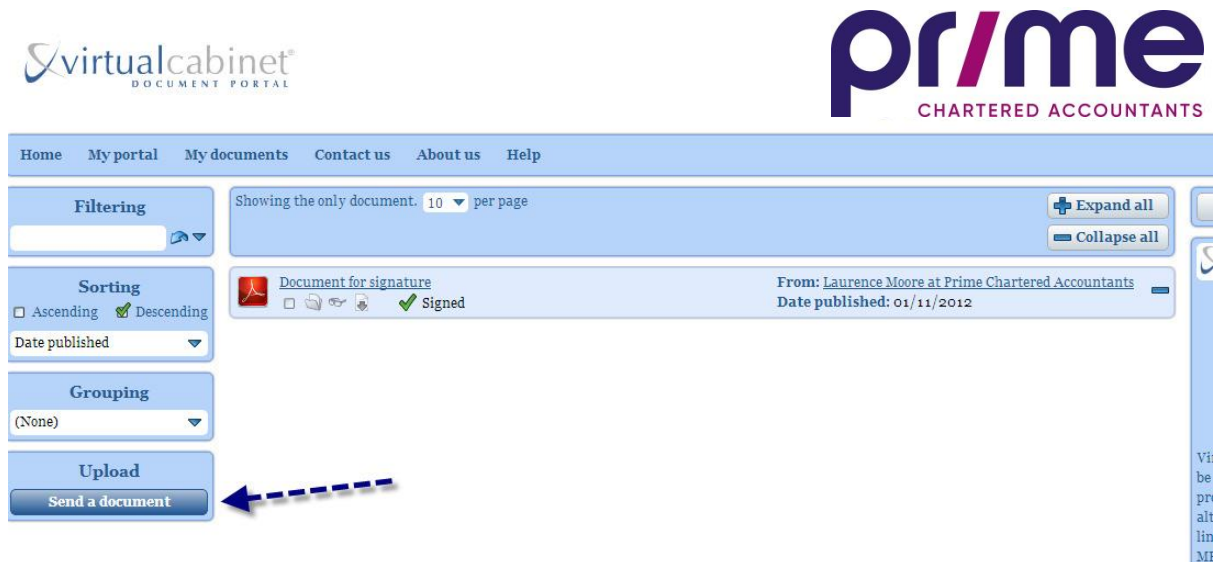 virtualcabinet®
DOCUMENT PORTAL
prime
CHARTERED ACCOUNTANTS
Home My portal My documents Contact us About us Help
Filtering
Showing the only document. 10 per page
Expand all
Collapse all
Sorting
Ascending Descending
Date published
Document for signature
Signed
From: Laurence Moore at Prime Chartered Accountants
Date published: 01/11/2012
Grouping
(None)
Upload
Send a document
be